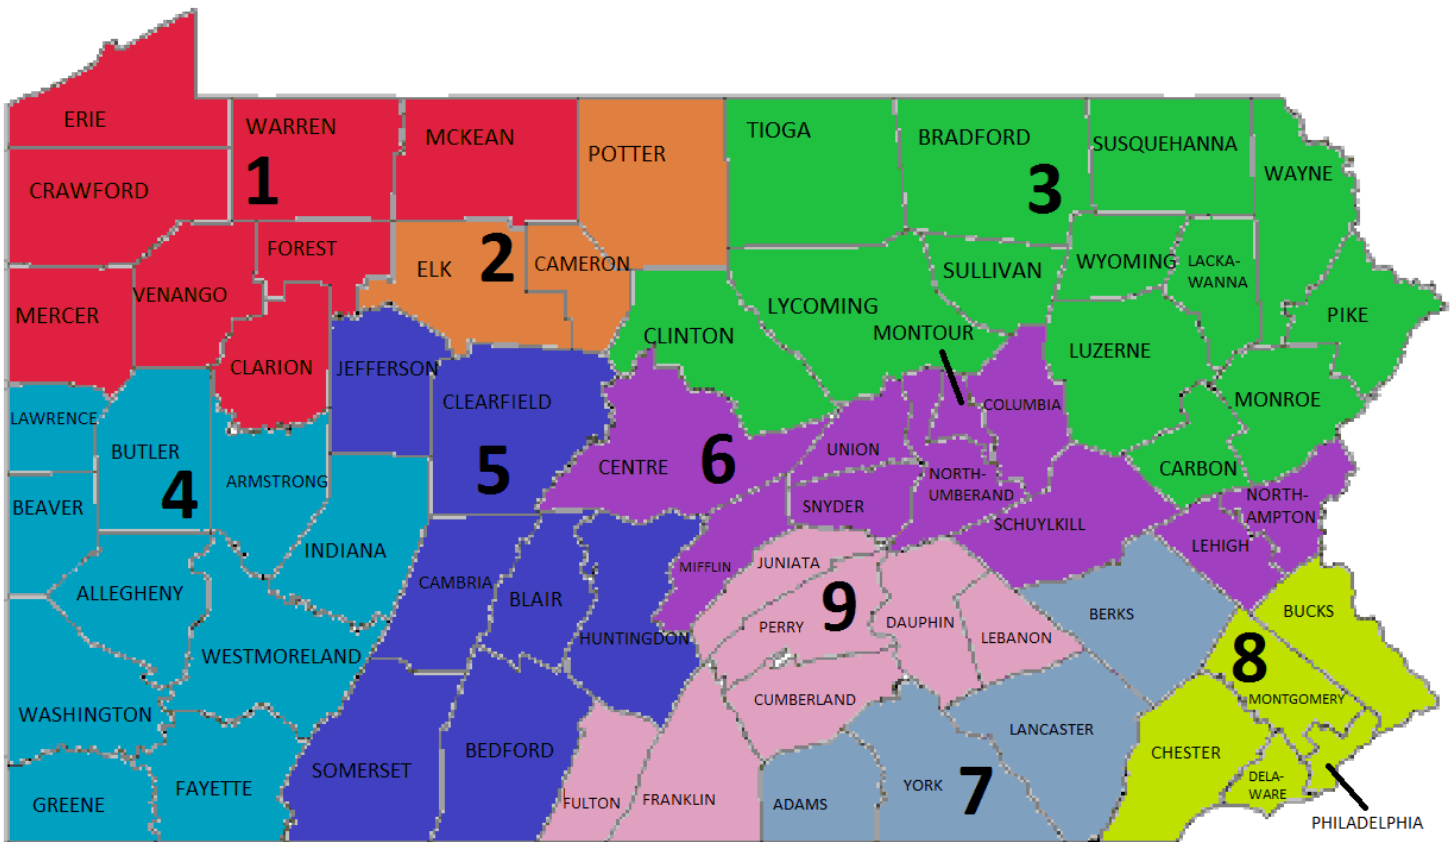 ERIE
WARREN
MCKEAN
POTTER
TIOGA
BRADFORD
SUSQUEHANNA
WAYNE
CRAWFORD
1
3
FOREST
ELK
2
CAMERON
SULLIVAN
WYOMING
LACKA-
WANNA
VENANGO
MERCER
LYCOMING
PIKE
CLINTON
MONTOUR
LUZERNE
CLARION
JEFFERSON
CLEARFIELD
COLUMBIA
MONROE
LAWRENCE
BUTLER
4
ARMSTRONG
5
CENTRE
6
UNION
NORTH-
UMBERAND
CARBON
BEAVER
SNYDER
SCHUYLKILL
NORTH-
AMPTON
LEHIGH
INDIANA
ALLEGHENY
CAMBRIA
BLAIR
MIFFLIN
JUNIATA
HUNTINGDON
PERRY
9
DAUPHIN
LEBANON
BERKS
BUCKS
WESTMORELAND
8
WASHINGTON
CUMBERLAND
MONTGOMERY
LANCASTER
BEDFORD
SOMERSET
CHESTER
GREENE
FAYETTE
FULTON
FRANKLIN
ADAMS
YORK
7
DELA-
WARE
PHILADELPHIA